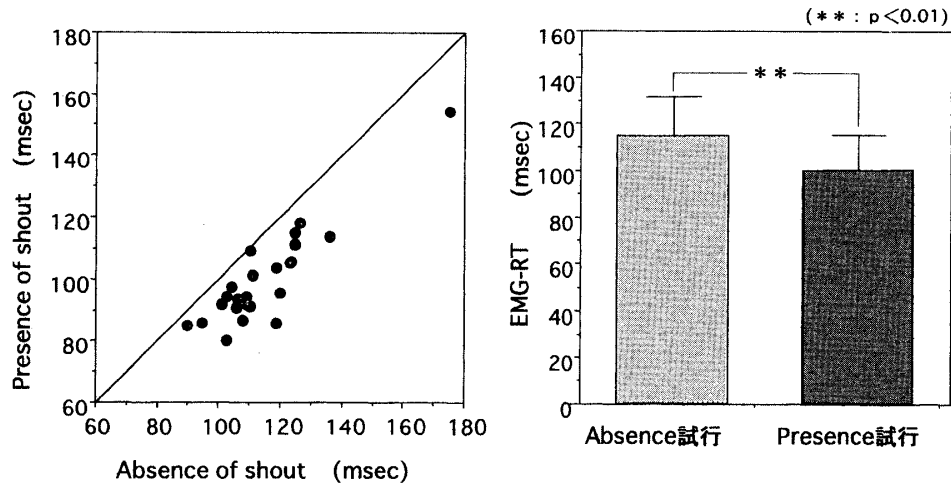 (**: p<0.01)
180
160
140
120
100
80
60
Presence of shout (msec)
60 80 100 120 140 160 180
Absence of shout (msec)
160
140
120
100
80
60
40
20
0
EMG-RT (msec)
**
Absence試行 Presence試行